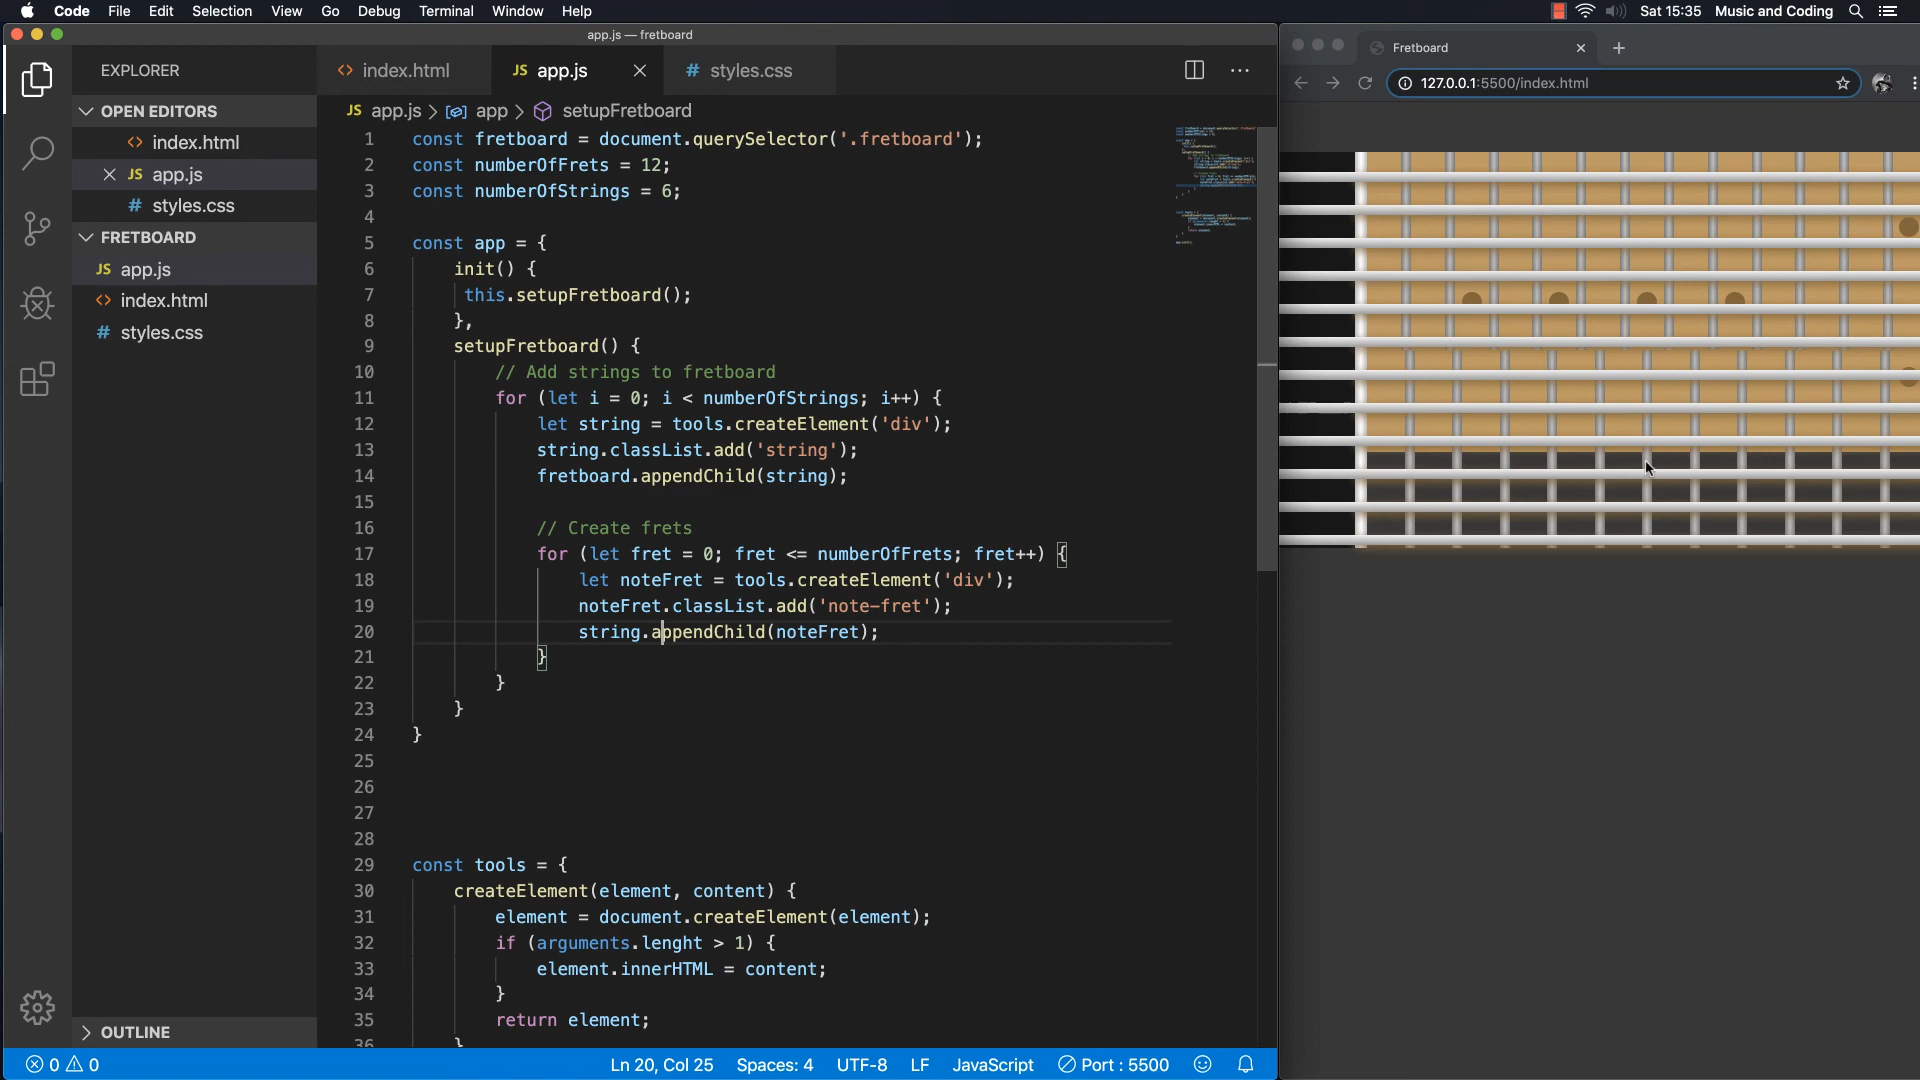 Code File Edit Selection View Go Debug Terminal Window Help
Sat 15:35 Music and Coding
app.js — fretboard
EXPLORER
OPEN EDITORS
<> index.html
JS app.js
# styles.css
FRETBOARD
JS app.js
<> index.html
# styles.css
OUTLINE
<> index.html
JS app.js
# styles.css
JS app.js > app > setupFretboard
1 const fretboard = document.querySelector('.fretboard');
2 const numberOfFrets = 12;
3 const numberOfStrings = 6;
4
5 const app = {
6 init() {
7 this.setupFretboard();
8 },
9 setupFretboard() {
10 // Add strings to fretboard
11 for (let i = 0; i < numberOfStrings; i++) {
12 let string = tools.createElement('div');
13 string.classList.add('string');
14 fretboard.appendChild(string);
15
16 // Create frets
17 for (let fret = 0; fret <= numberOfFrets; fret++) {
18 let noteFret = tools.createElement('div');
19 noteFret.classList.add('note-fret');
20 string.appendChild(noteFret);
21 }
22 }
23 }
24 }
25
26
27
28
29 const tools = {
30 createElement(element, content) {
31 element = document.createElement(element);
32 if (arguments.lenght > 1) {
33 element.innerHTML = content;
34 }
35 return element;
36 }
0 0
Ln 20, Col 25 Spaces: 4 UTF-8 LF JavaScript Port : 5500
Fretboard
127.0.0.1:5500/index.html